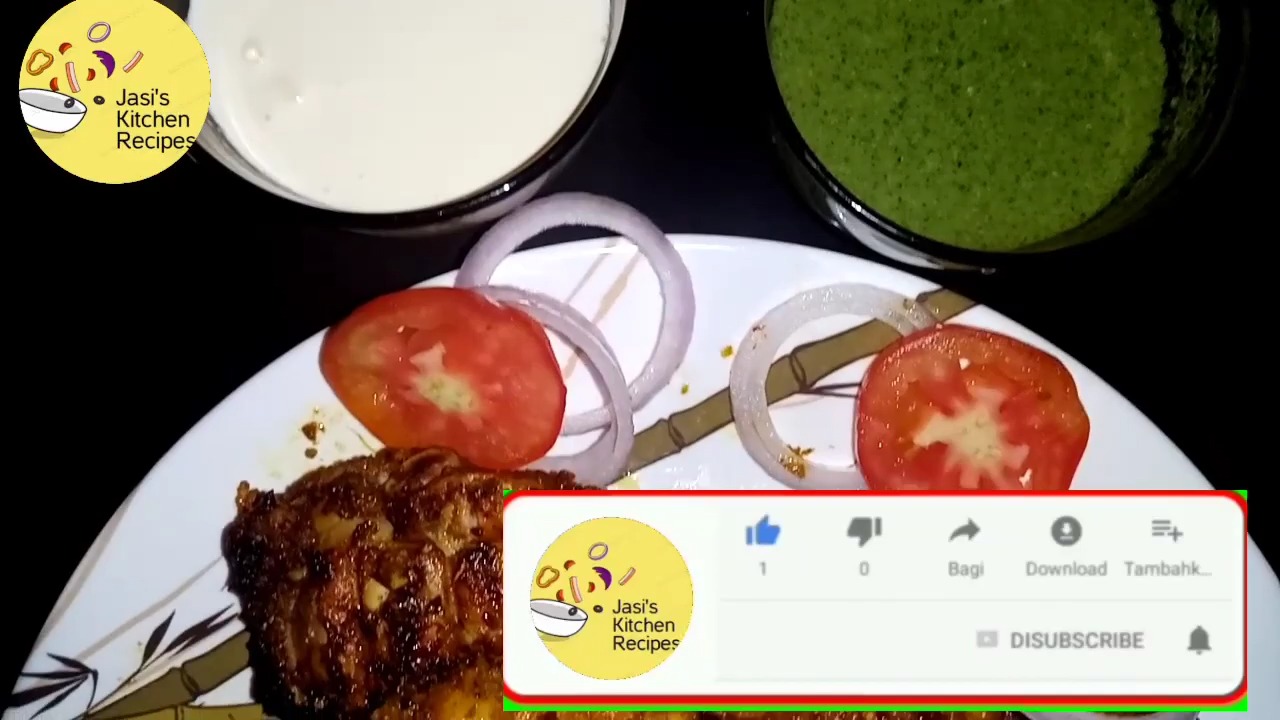 Jasi's
Kitchen
Recipes
1
0
Bagi
Download
Tambahk...
Jasi's
Kitchen
Recipes
DISUBSCRIBE